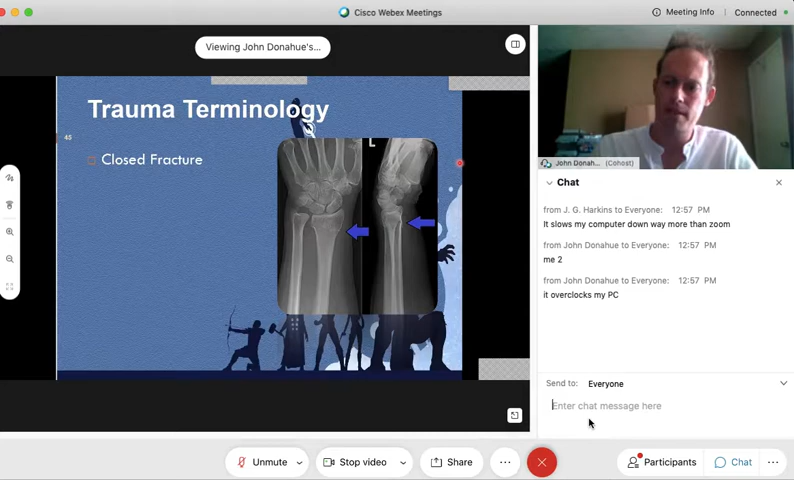 Cisco Webex Meetings
Meeting Info
Connected
Viewing John Donahue's...
Trauma Terminology
45
Closed Fracture
L
John Donah... (Cohost)
Chat
from J. G. Harkins to Everyone: 12:57 PM
It slows my computer down way more than zoom
from John Donahue to Everyone: 12:57 PM
me 2
from John Donahue to Everyone: 12:57 PM
it overclocks my PC
Send to: Everyone
Enter chat message here
Unmute
Stop video
Share
Participants
Chat